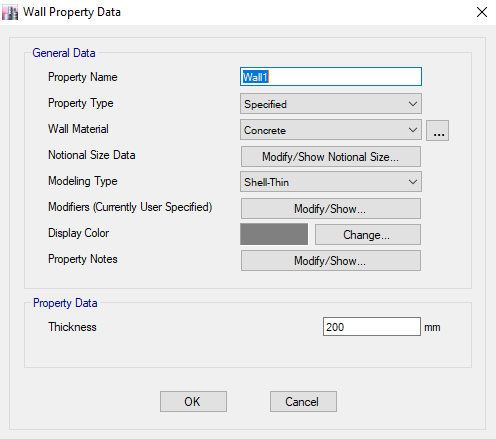 Wall Property Data
General Data
Property Name Wall1
Property Type Specified
Wall Material Concrete ...
Notional Size Data Modify/Show Notional Size...
Modeling Type Shell-Thin
Modifiers (Currently User Specified) Modify/Show...
Display Color Change...
Property Notes Modify/Show...
Property Data
Thickness 200 mm
OK Cancel